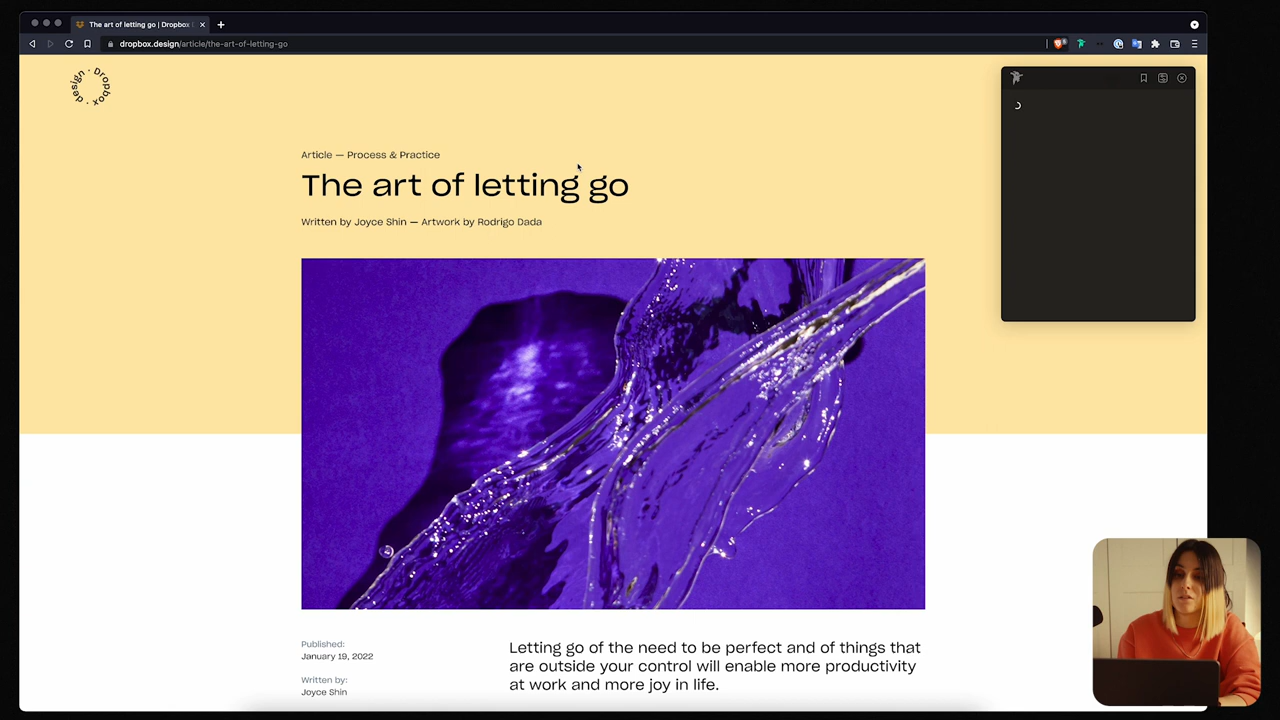 The art of letting go | Dropbox
dropbox.design/article/the-art-of-letting-go
Dropbox · design ·
Article — Process & Practice
The art of letting go
Written by Joyce Shin — Artwork by Rodrigo Dada
Published:
January 19, 2022
Written by:
Joyce Shin
Letting go of the need to be perfect and of things that
are outside your control will enable more productivity
at work and more joy in life.